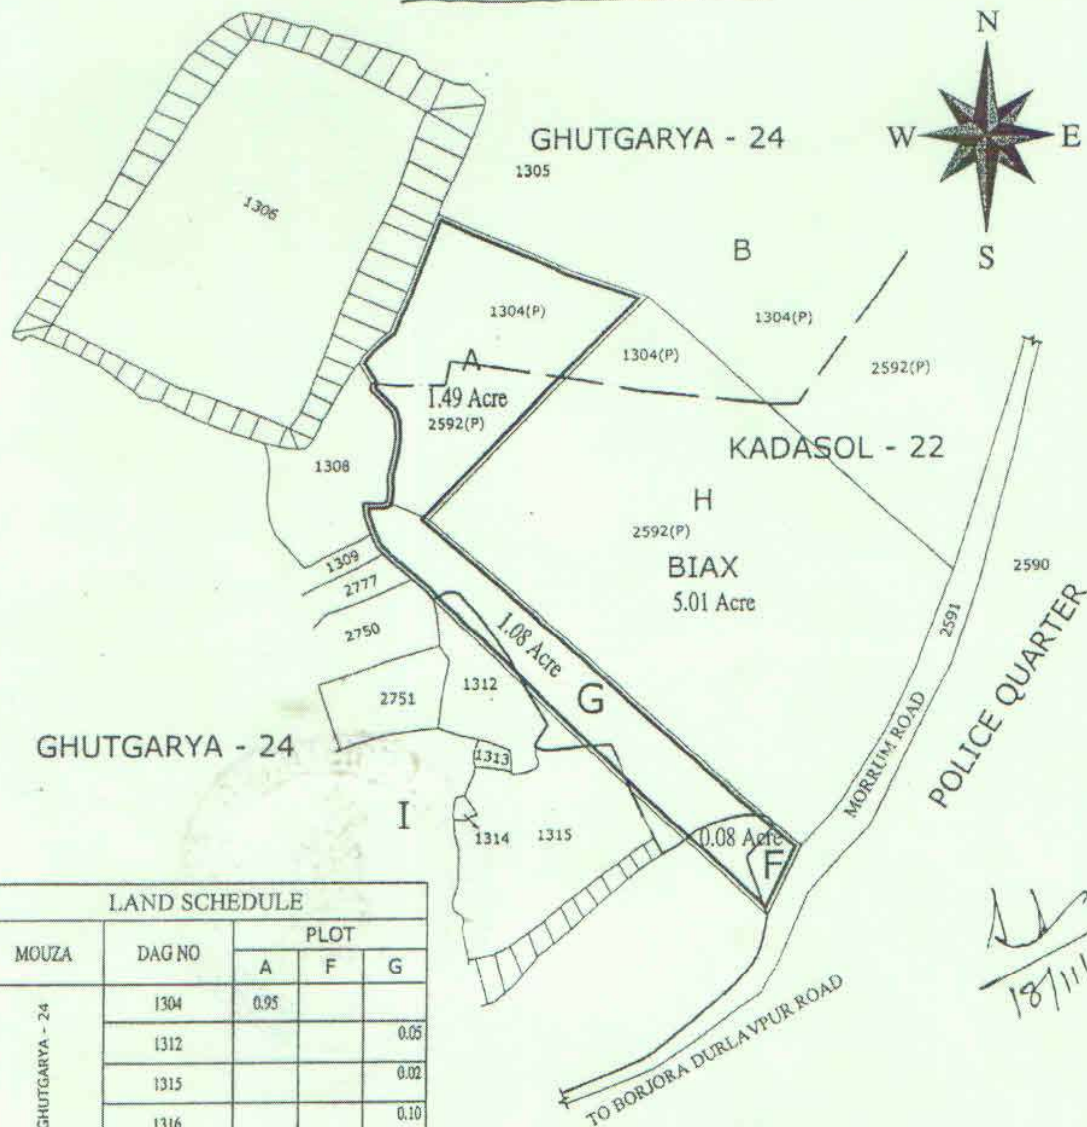 N
W E
S
GHUTGARYA - 24
1305
1306
B
1304(P)
1304(P)
1304(P)
2592(P)
A
1.49 Acre
2592(P)
KADASOL - 22
1308
H
2592(P)
BIAX
5.01 Acre
2590
1309
2777
2750
2751
1312
1.08 Acre
G
2591
MORRUM ROAD
POLICE QUARTER
GHUTGARYA - 24
1313
I
1314
1315
0.08 Acre
F
TO BORJORA DURLAVPUR ROAD
LAND SCHEDULE
MOUZA DAG NO PLOT
A F G
GHUTGARYA - 24
1304 0.95
1312 0.05
1315 0.02
1316 0.10